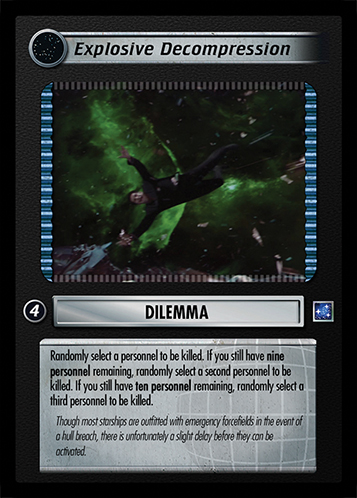 Explosive Decompression
4
DILEMMA
Randomly select a personnel to be killed. If you still have nine
personnel remaining, randomly select a second personnel to be
killed. If you still have ten personnel remaining, randomly select a
third personnel to be killed.
Though most starships are outfitted with emergency forcefields in the event of
a hull breach, there is unfortunately a slight delay before they can be
activated.